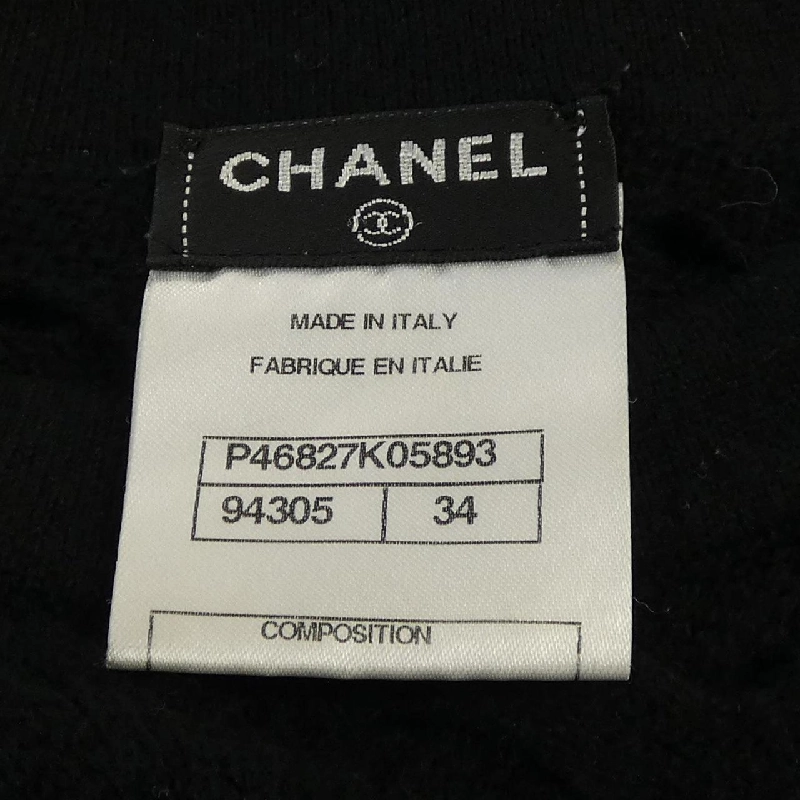 CHANEL
MADE IN ITALY
FABRIQUE EN ITALIE
P46827K05893
94305 34
COMPOSITION